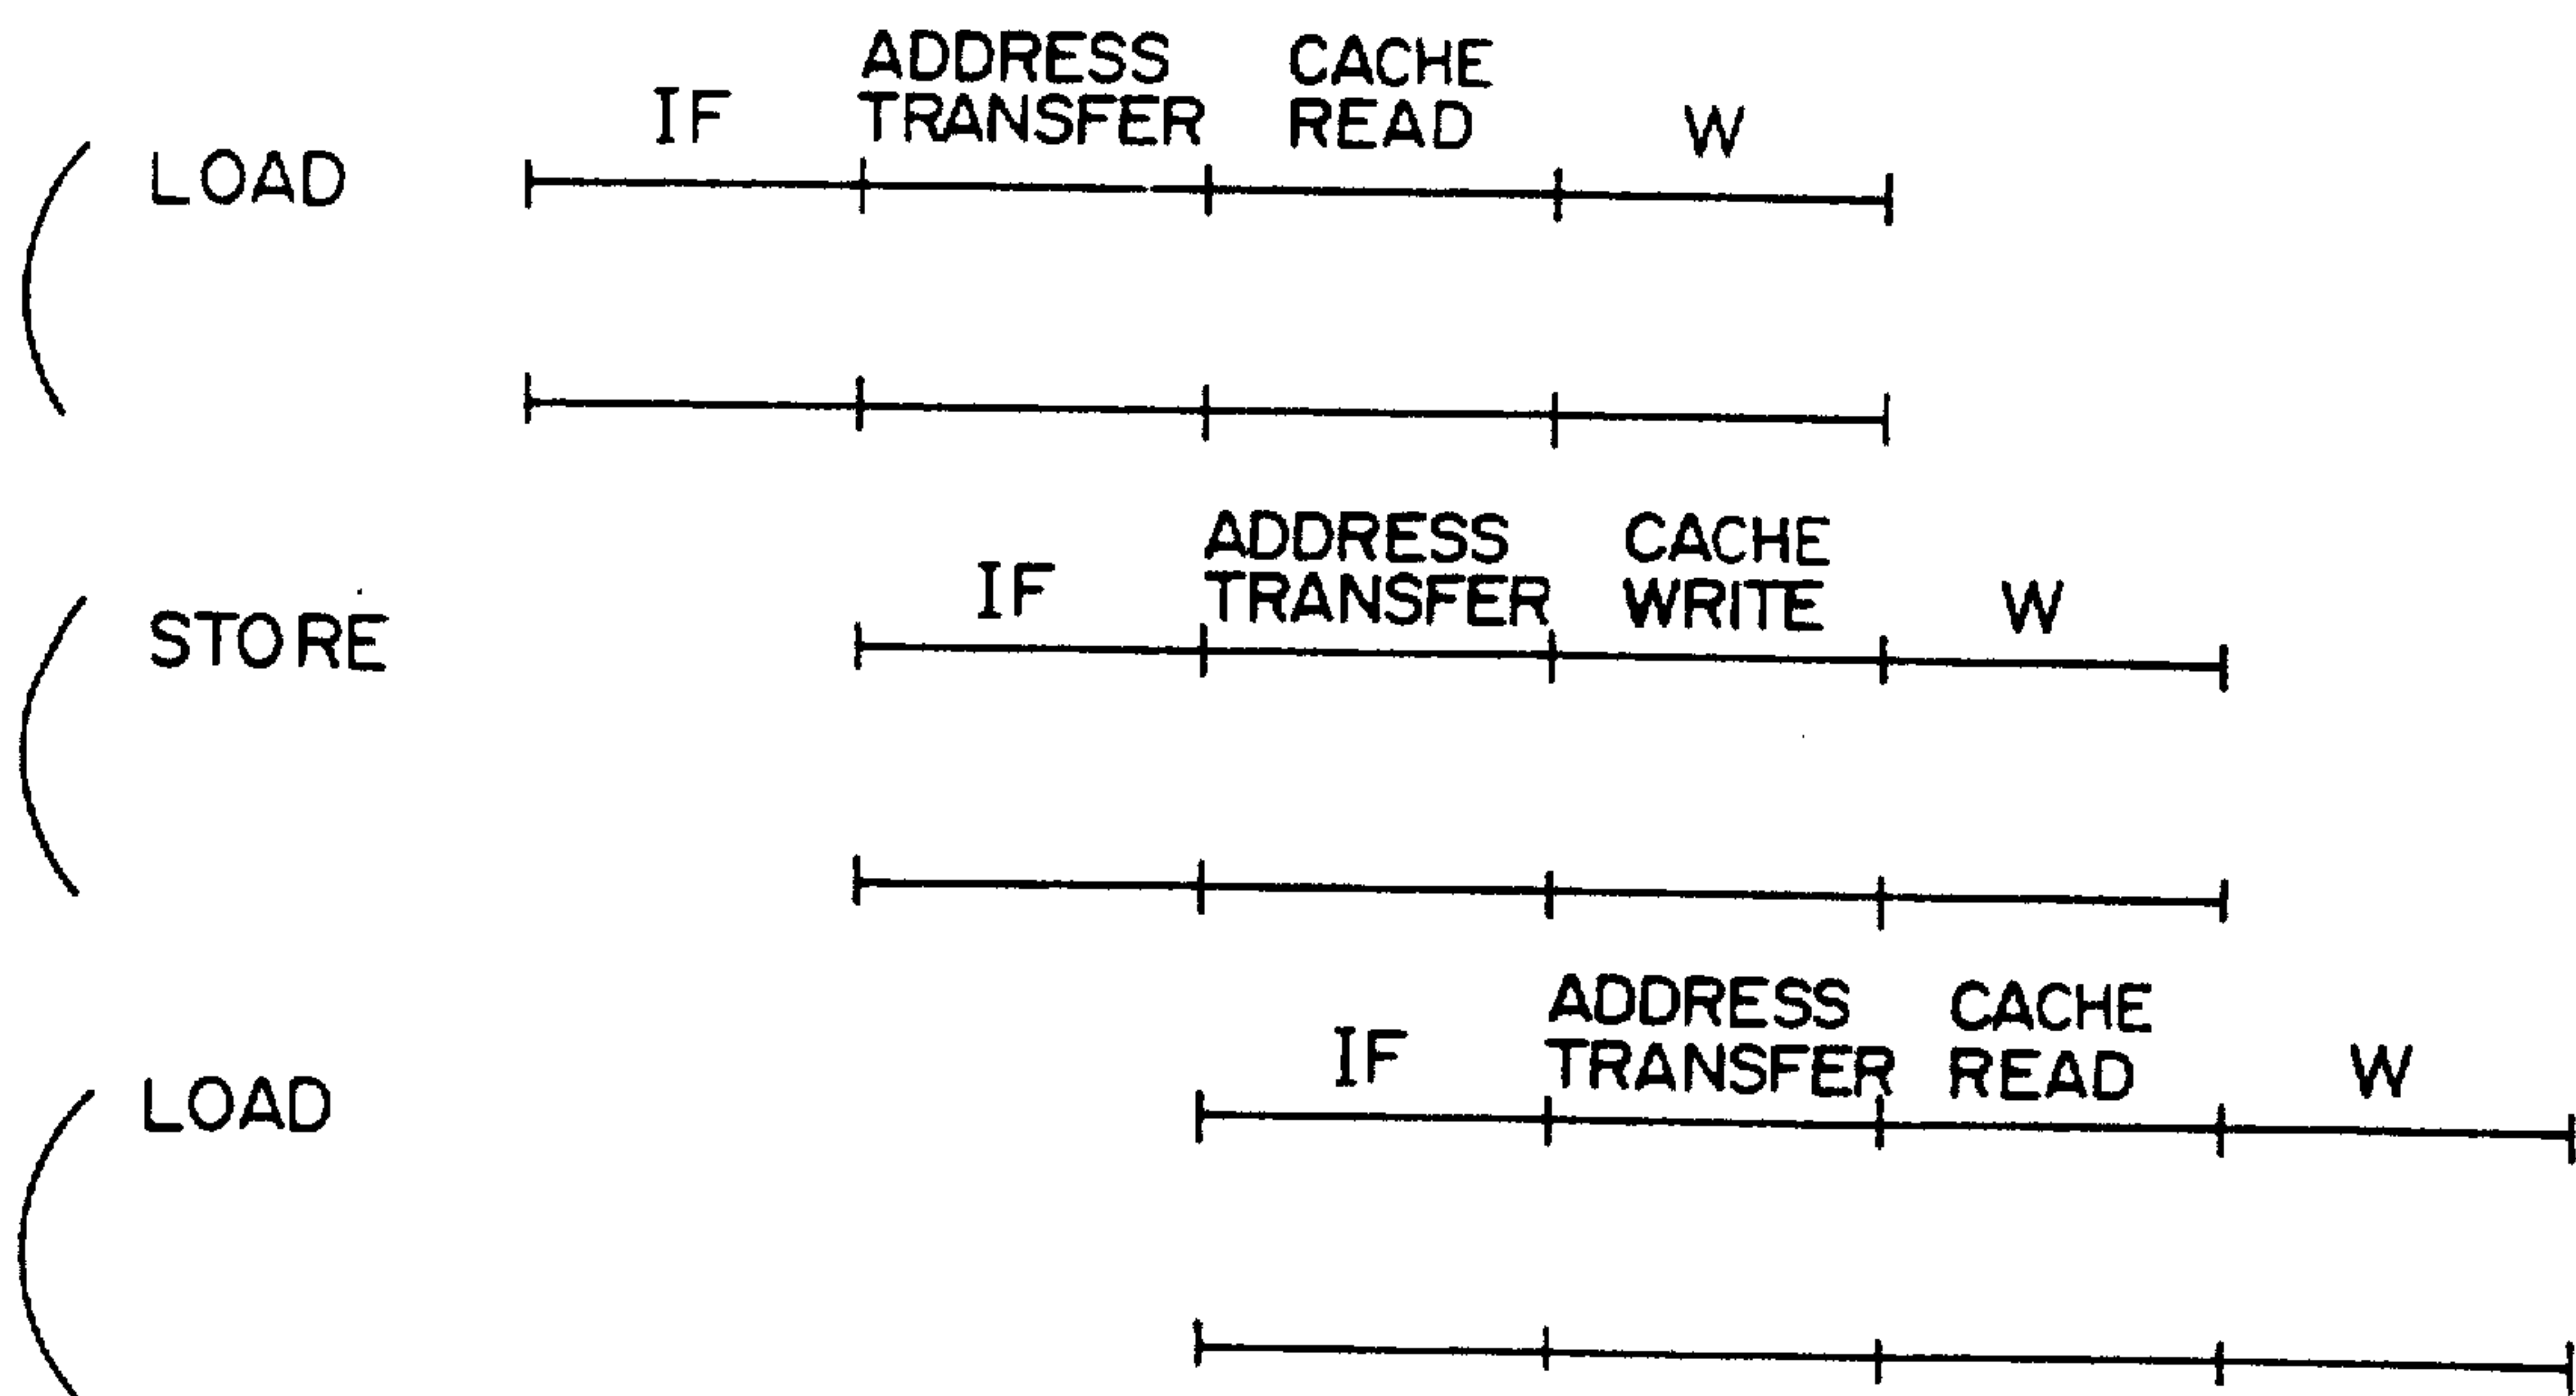 ADDRESS CACHE
IF TRANSFER READ W
LOAD
ADDRESS CACHE
IF TRANSFER WRITE W
STORE
ADDRESS CACHE
IF TRANSFER READ W
LOAD